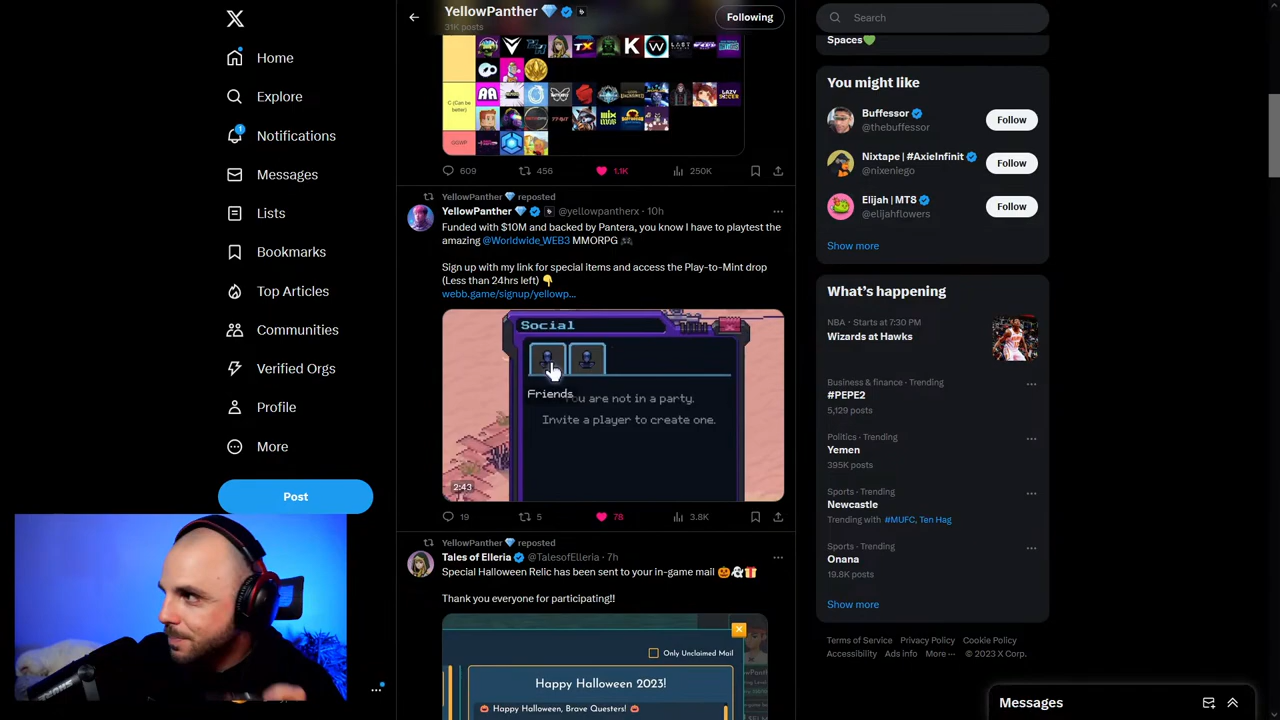 YellowPanther 💎
31K posts
Following
Search
Home
Explore
1
Notifications
Messages
Lists
Bookmarks
Top Articles
Communities
Verified Orgs
Profile
More
Post
C (Can be
better)
GGWP
609
456
1.1K
250K
YellowPanther 💎 reposted
YellowPanther 💎 @yellowpantherx · 10h
Funded with $10M and backed by Pantera, you know I have to playtest the
amazing @Worldwide_WEB3 MMORPG 🎮
Sign up with my link for special items and access the Play-to-Mint drop
(Less than 24hrs left) 👇
webb.game/signup/yellowp...
Social
Friends
You are not in a party.
Invite a player to create one.
2:43
19
5
78
3.8K
YellowPanther 💎 reposted
Tales of Elleria @TalesofElleria · 7h
Special Halloween Relic has been sent to your in-game mail 🎃👻🎁
Thank you everyone for participating!!
Only Unclaimed Mail
Happy Halloween 2023!
🎃 Happy Halloween, Brave Questers! 🎃
Spaces💚
You might like
Buffessor
@thebuffessor
Follow
Nixtape | #AxieInfinit
@nixeniego
Follow
Elijah | MT8
@elijahflowers
Follow
Show more
What's happening
NBA · Starts at 7:30 PM
Wizards at Hawks
Business & finance · Trending
#PEPE2
5,129 posts
Politics · Trending
Yemen
395K posts
Sports · Trending
Newcastle
Trending with #MUFC, Ten Hag
Sports · Trending
Onana
19.8K posts
Show more
Terms of Service Privacy Policy Cookie Policy
Accessibility Ads info More ··· © 2023 X Corp.
Messages